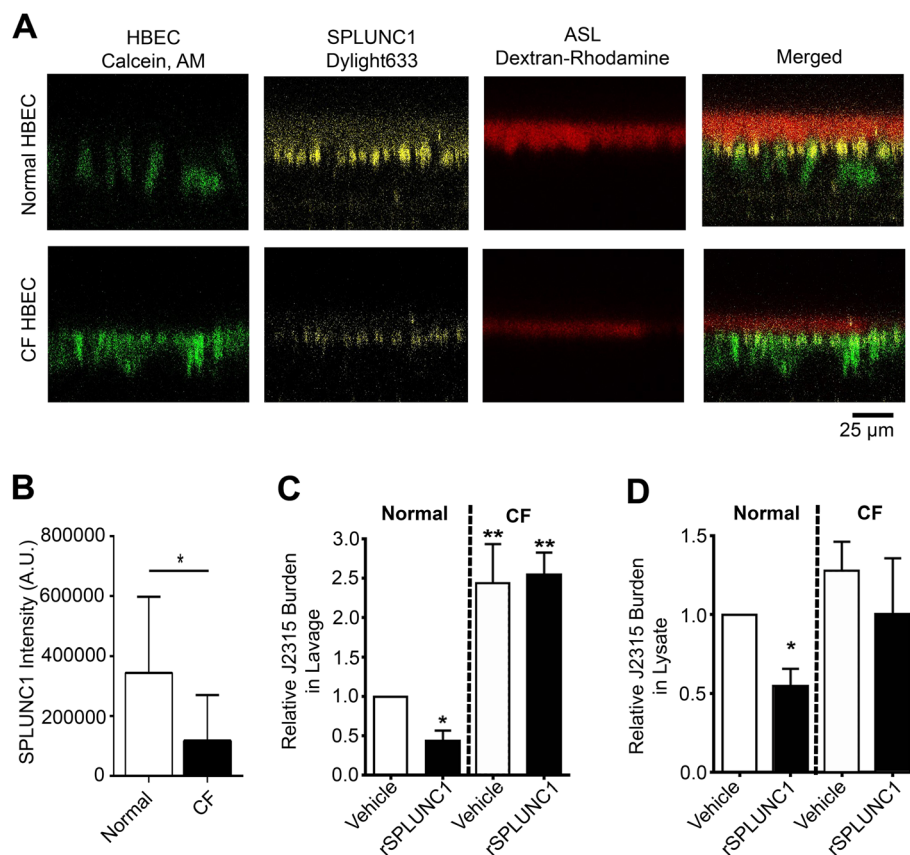 A
HBEC
Calcein, AM
SPLUNC1
Dylight633
ASL
Dextran-Rhodamine
Merged
Normal HBEC
CF HBEC
25 µm
B
SPLUNC1 Intensity (A.U.)
800000
600000
400000
200000
0
*
Normal
CF
C
Normal
CF
Relative J2315 Burden
in Lavage
3.0
2.5
2.0
1.5
1.0
0.5
0.0
*
**
**
Vehicle
rSPLUNC1
Vehicle
rSPLUNC1
D
Normal
CF
Relative J2315 Burden
in Lysate
1.5
1.0
0.5
0.0
*
Vehicle
rSPLUNC1
Vehicle
rSPLUNC1